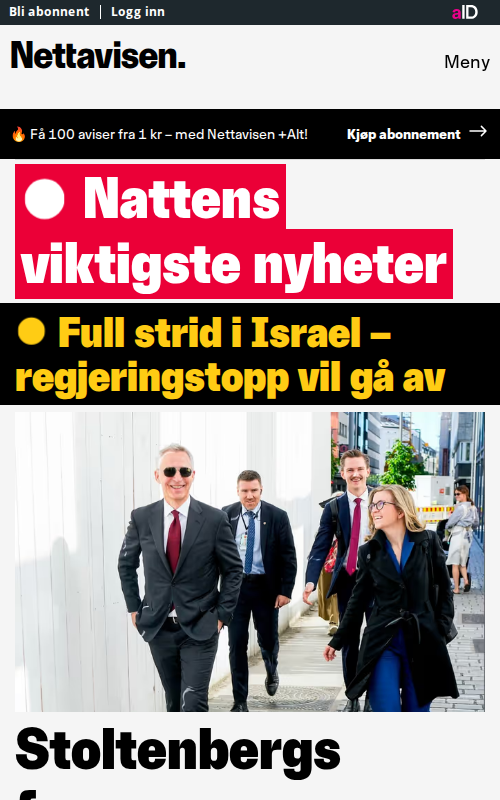 Bli abonnent | Logg inn
aID
Nettavisen.
Meny
🔥 Få 100 aviser fra 1 kr – med Nettavisen +Alt!
Kjøp abonnement →
Nattens
viktigste nyheter
Full strid i Israel –
regjeringstopp vil gå av
Stoltenbergs